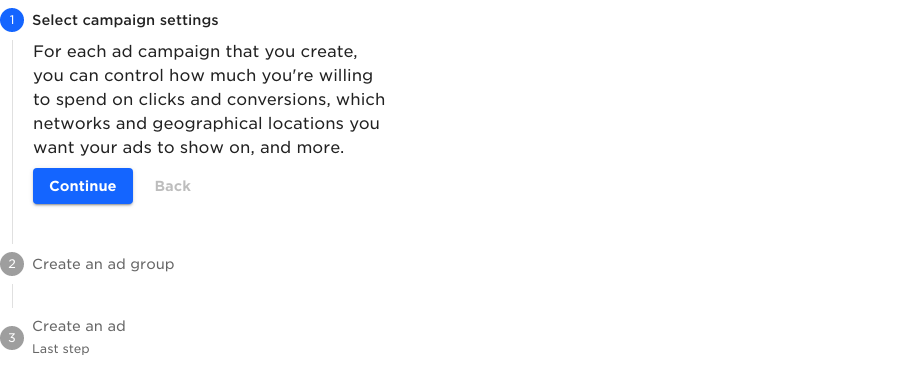 1 Select campaign settings
For each ad campaign that you create,
you can control how much you're willing
to spend on clicks and conversions, which
networks and geographical locations you
want your ads to show on, and more.
Continue Back
2 Create an ad group
Create an ad
3
Last step